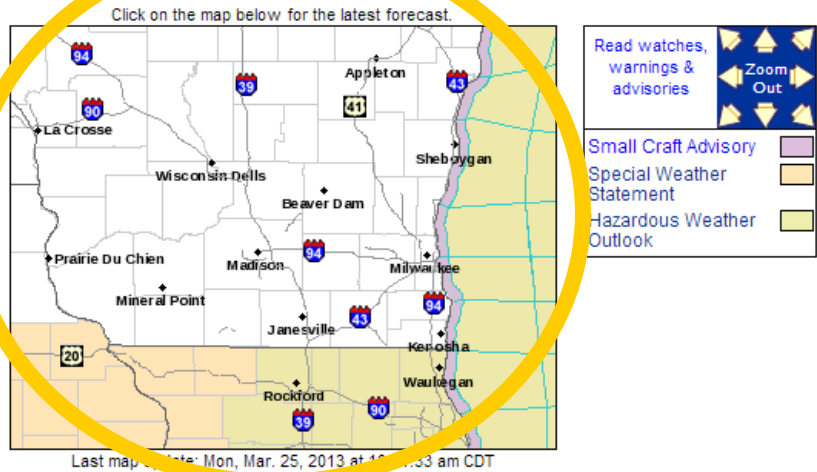 Click on the map below for the latest forecast.
94
Appleton
39
43
41
90
La Crosse
Sheboygan
Wisconsin Dells
Beaver Dam
94
Prairie Du Chien
Madison
Milwaukee
Mineral Point
94
43
Janesville
Kenosha
20
Waukegan
Rockford
90
39
Last map update: Mon, Mar. 25, 2013 at am CDT
Read watches,
warnings &
advisories
Zoom
Out
Small Craft Advisory
Special Weather
Statement
Hazardous Weather
Outlook